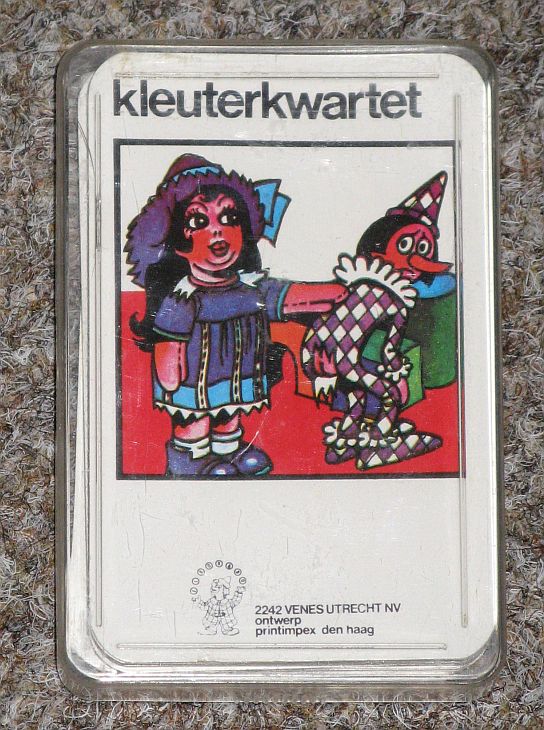 kleuterkwartet
2242 VENES UTRECHT NV
ontwerp
printimpex den haag